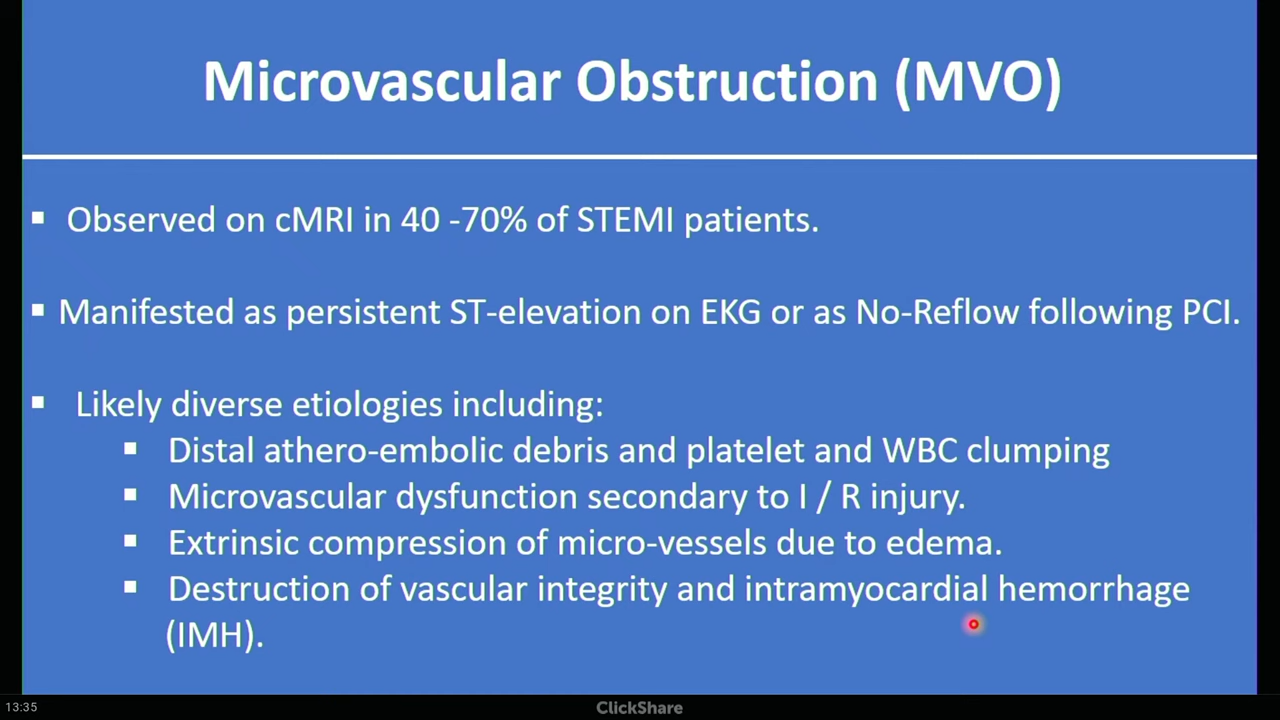 Microvascular Obstruction (MVO)
▪ Observed on cMRI in 40 -70% of STEMI patients.
▪ Manifested as persistent ST-elevation on EKG or as No-Reflow following PCI.
▪ Likely diverse etiologies including:
▪ Distal athero-embolic debris and platelet and WBC clumping
▪ Microvascular dysfunction secondary to I / R injury.
▪ Extrinsic compression of micro-vessels due to edema.
▪ Destruction of vascular integrity and intramyocardial hemorrhage
(IMH).
13:35
ClickShare